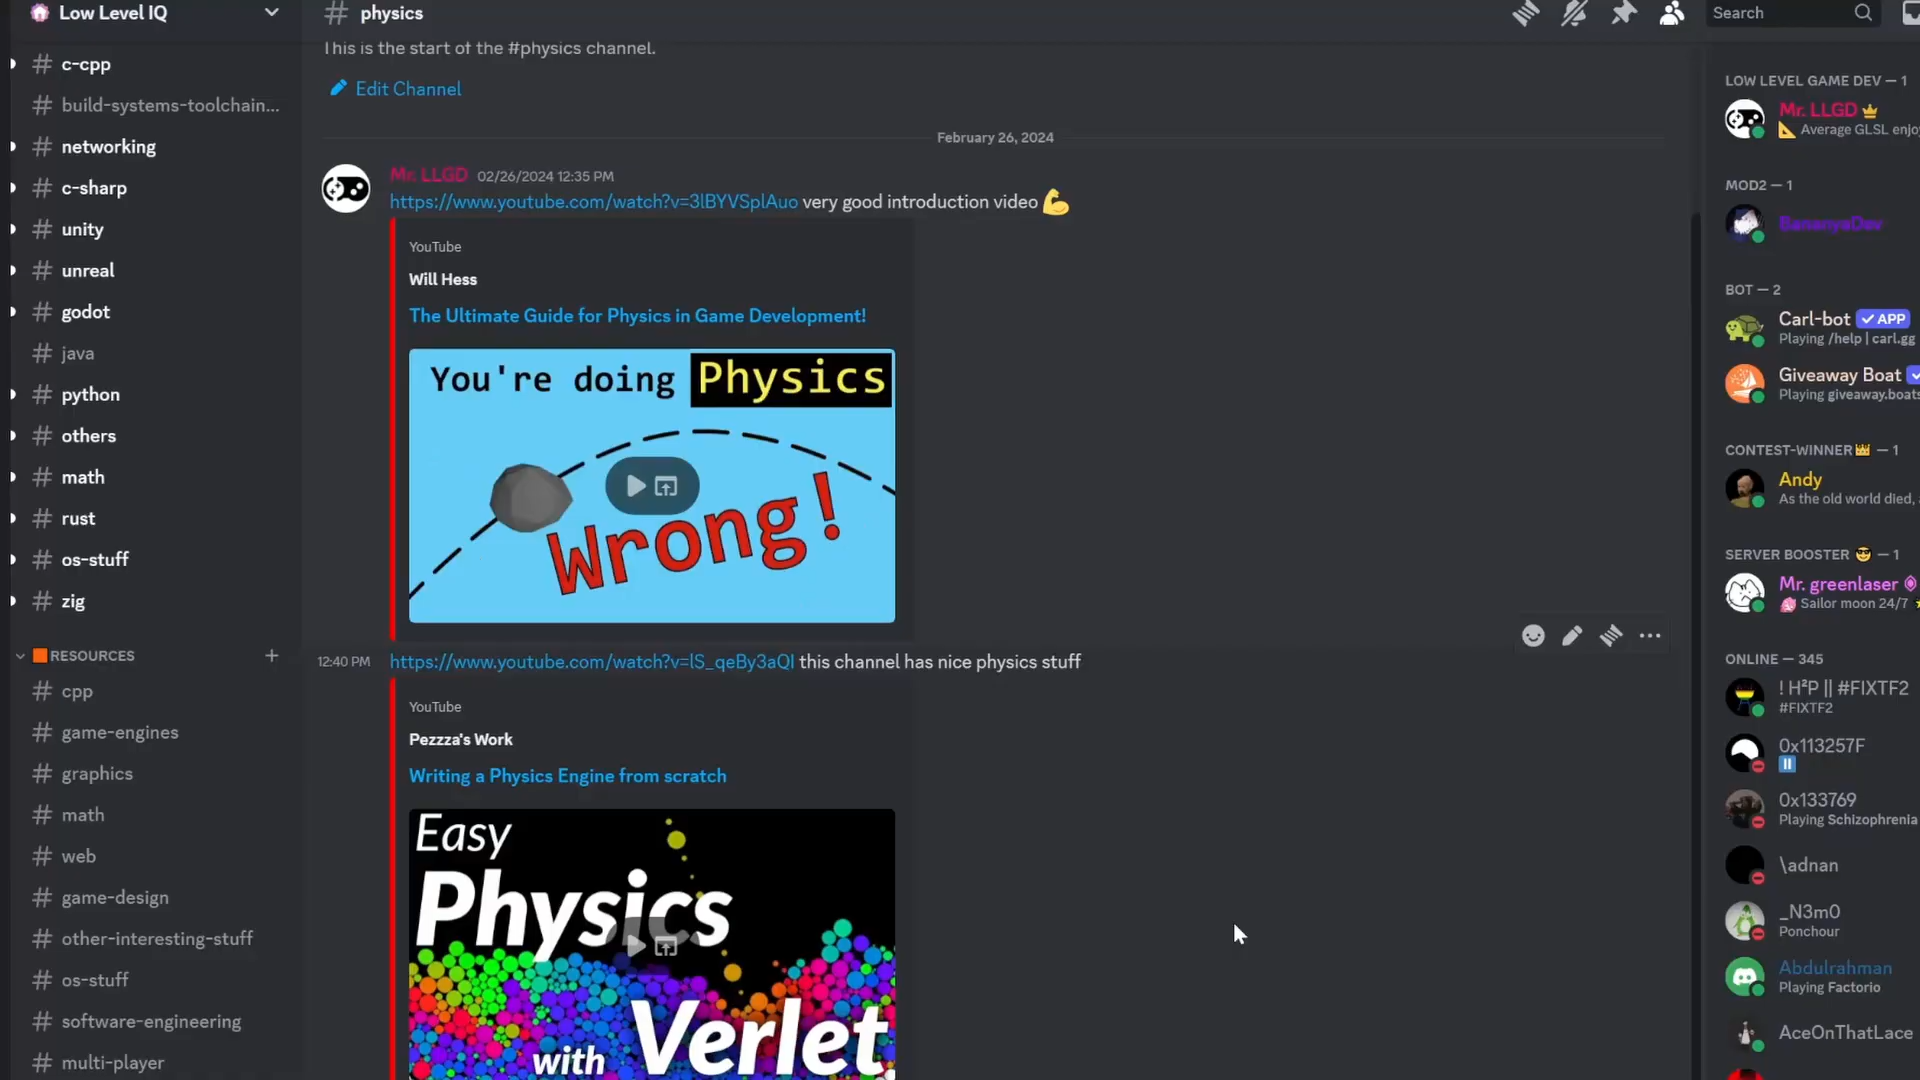 Low Level IQ
c-cpp
build-systems-toolchain...
networking
c-sharp
unity
unreal
godot
java
python
others
math
rust
os-stuff
zig
RESOURCES
cpp
game-engines
graphics
math
web
game-design
other-interesting-stuff
os-stuff
software-engineering
multi-player
physics
This is the start of the #physics channel.
Edit Channel
February 26, 2024
Mr. LLGD 02/26/2024 12:35 PM
https://www.youtube.com/watch?v=3lBYVSplAuo very good introduction video
YouTube
Will Hess
The Ultimate Guide for Physics in Game Development!
You're doing Physics
Wrong!
12:40 PM https://www.youtube.com/watch?v=lS_qeBy3aQI this channel has nice physics stuff
YouTube
Pezzza's Work
Writing a Physics Engine from scratch
Easy
Physics
with Verlet
Search
LOW LEVEL GAME DEV — 1
Mr. LLGD
Average GLSL enjoy
MOD2 — 1
BananyaDev
BOT — 2
Carl-bot APP
Playing /help | carl.gg
Giveaway Boat
Playing giveaway.boats
CONTEST-WINNER — 1
Andy
As the old world died,
SERVER BOOSTER — 1
Mr. greenlaser
Sailor moon 24/7
ONLINE — 345
! H²P || #FIXTF2
#FIXTF2
0x113257F
0x133769
Playing Schizophrenia
\adnan
_N3m0
Ponchour
Abdulrahman
Playing Factorio
AceOnThatLace